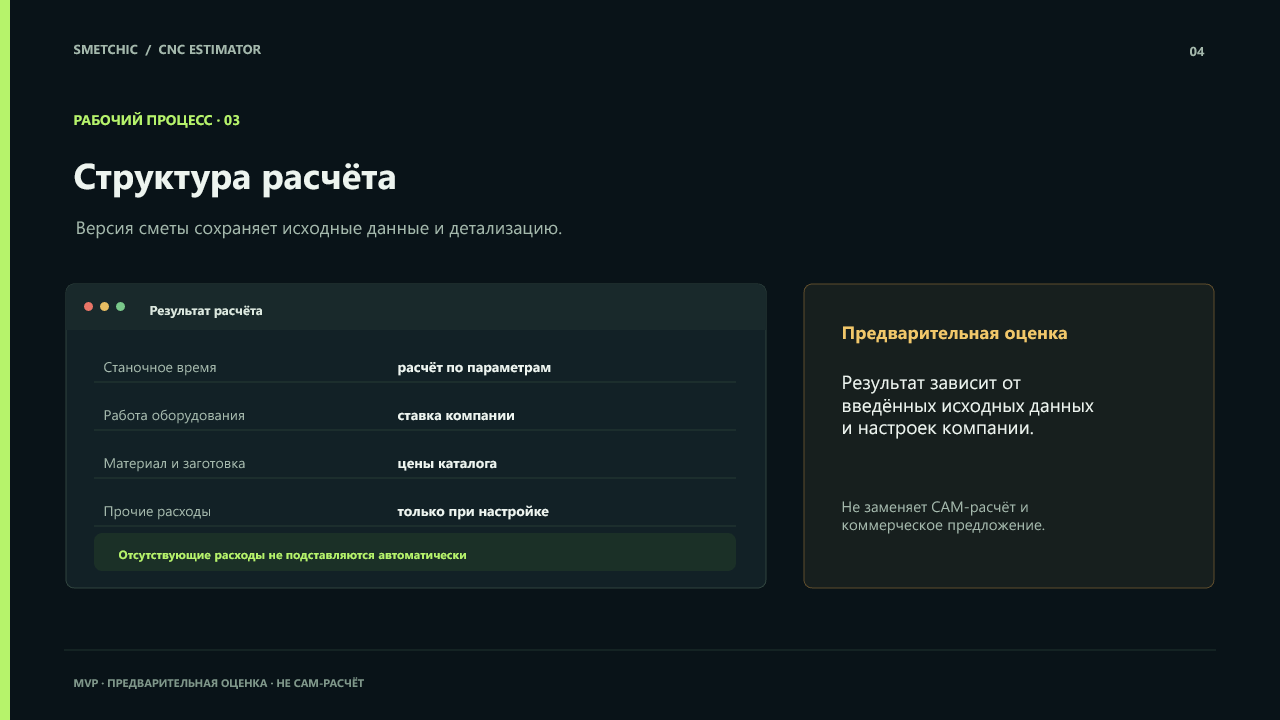 SMETCHIC / CNC ESTIMATOR
04
РАБОЧИЙ ПРОЦЕСС · 03
Структура расчёта
Версия сметы сохраняет исходные данные и детализацию.
Результат расчёта
Станочное время расчёт по параметрам
Работа оборудования ставка компании
Материал и заготовка цены каталога
Прочие расходы только при настройке
Отсутствующие расходы не подставляются автоматически
Предварительная оценка
Результат зависит от
введённых исходных данных
и настроек компании.
Не заменяет CAM-расчёт и
коммерческое предложение.
MVP · ПРЕДВАРИТЕЛЬНАЯ ОЦЕНКА · НЕ CAM-РАСЧЁТ